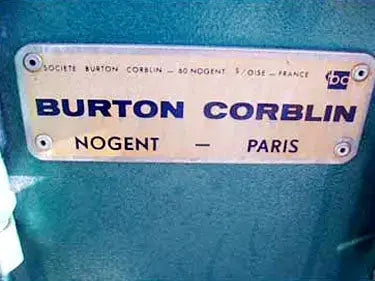 SOCIETE BURTON CORBLIN — 60 NOGENT S/OISE — FRANCE
bc
BURTON CORBLIN
NOGENT — PARIS